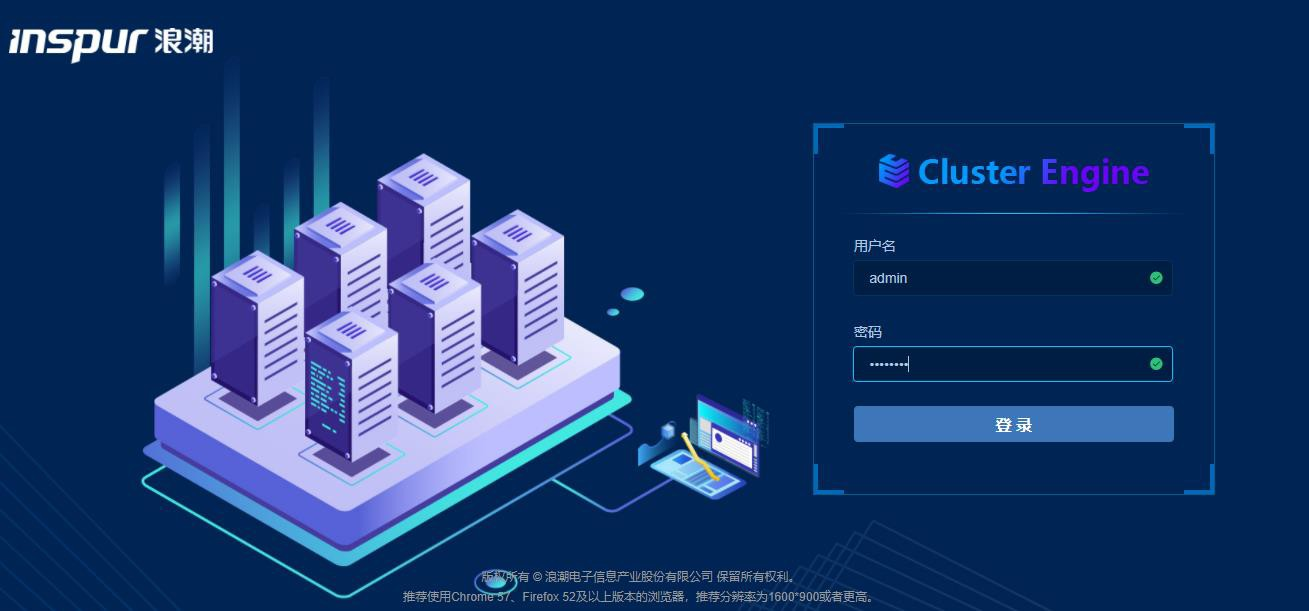 inspur 浪潮
Cluster Engine
用户名
admin
密码
••••••••
登 录
版权所有 © 浪潮电子信息产业股份有限公司 保留所有权利。
推荐使用Chrome 57、Firefox 52及以上版本的浏览器，推荐分辨率为1600*900或者更高。